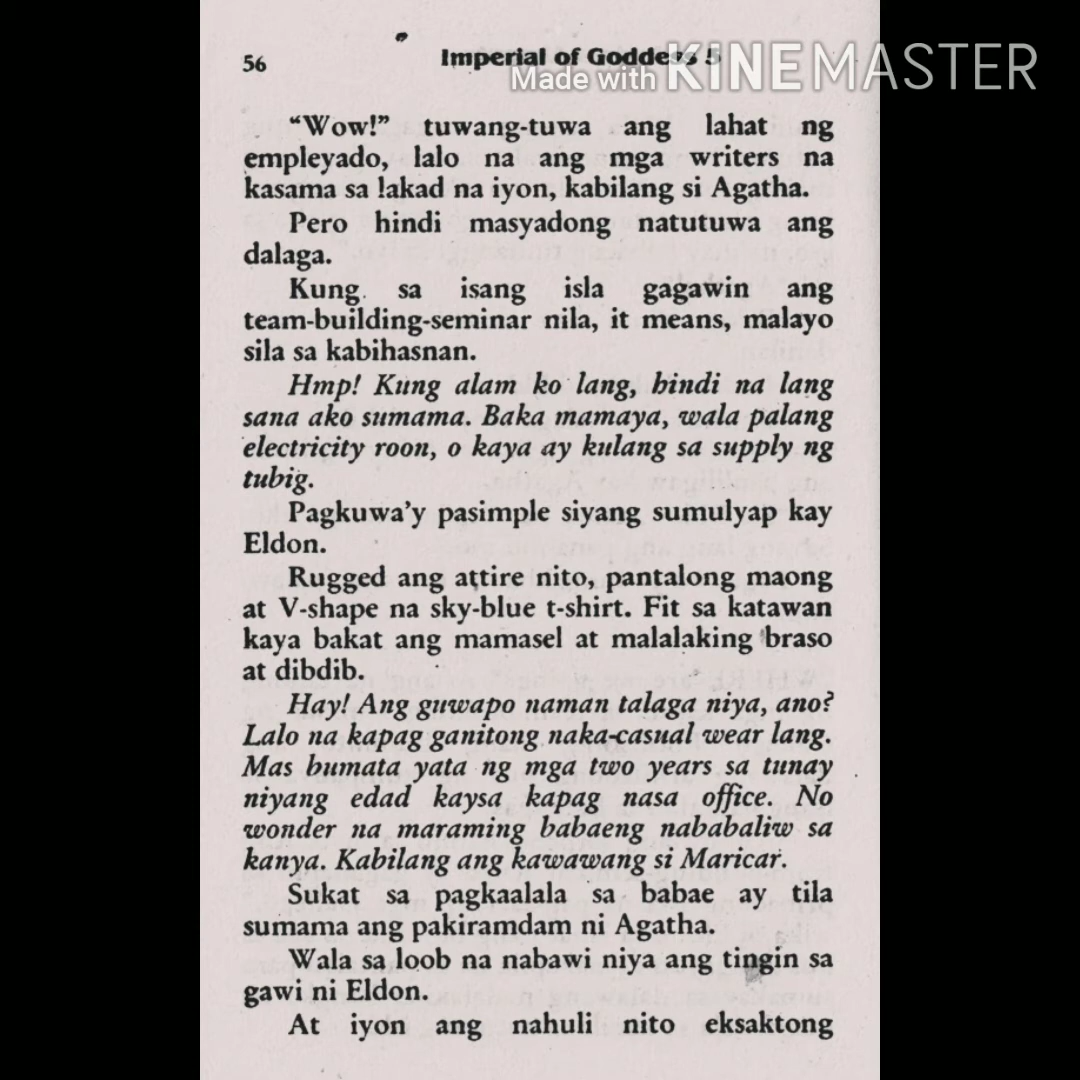 56
Imperial of Goddess 5
Made with KINEMASTER
“Wow!” tuwang-tuwa ang lahat ng
empleyado, lalo na ang mga writers na
kasama sa lakad na iyon, kabilang si Agatha.
Pero hindi masyadong natutuwa ang
dalaga.
Kung sa isang isla gagawin ang
team-building-seminar nila, it means, malayo
sila sa kabihasnan.
Hmp! Kung alam ko lang, hindi na lang
sana ako sumama. Baka mamaya, wala palang
electricity roon, o kaya ay kulang sa supply ng
tubig.
Pagkuwa’y pasimple siyang sumulyap kay
Eldon.
Rugged ang attire nito, pantalong maong
at V-shape na sky-blue t-shirt. Fit sa katawan
kaya bakat ang mamasel at malalaking braso
at dibdib.
Hay! Ang guwapo naman talaga niya, ano?
Lalo na kapag ganitong naka-casual wear lang.
Mas bumata yata ng mga two years sa tunay
niyang edad kaysa kapag nasa office. No
wonder na maraming babaeng nababaliw sa
kanya. Kabilang ang kawawang si Maricar.
Sukat sa pagkaalala sa babae ay tila
sumama ang pakiramdam ni Agatha.
Wala sa loob na nabawi niya ang tingin sa
gawi ni Eldon.
At iyon ang nahuli nito eksaktong